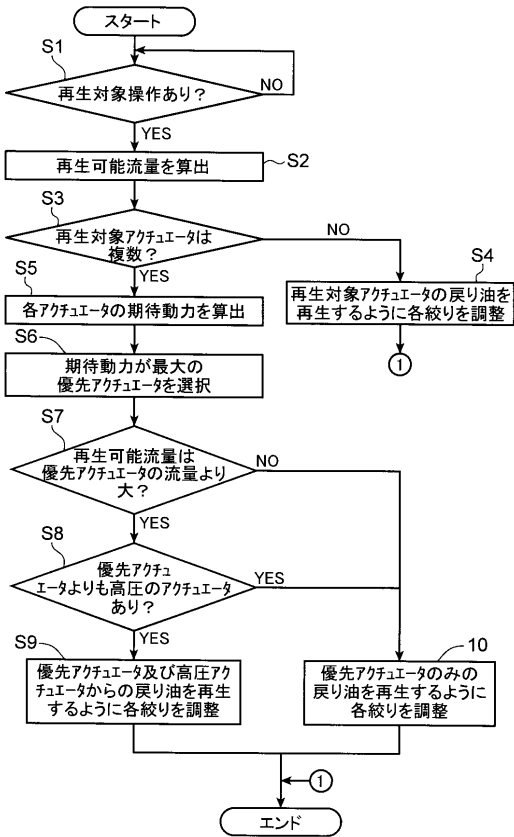 スタート
S1
再生対象操作あり？
NO
YES
再生可能流量を算出
S2
S3
再生対象アクチュエータは
複数？
NO
YES
S4
再生対象アクチュエータの戻り油を
再生するように各絞りを調整
①
S5
各アクチュエータの期待動力を算出
S6
期待動力が最大の
優先アクチュエータを選択
S7
再生可能流量は
優先アクチュエータの流量より
大？
NO
YES
S8
優先アクチュ
エータよりも高圧のアクチュエータ
あり？
YES
YES
S9
優先アクチュエータ及び高圧アク
チュエータからの戻り油を再生
するように各絞りを調整
10
優先アクチュエータのみの
戻り油を再生するように
各絞りを調整
①
エンド